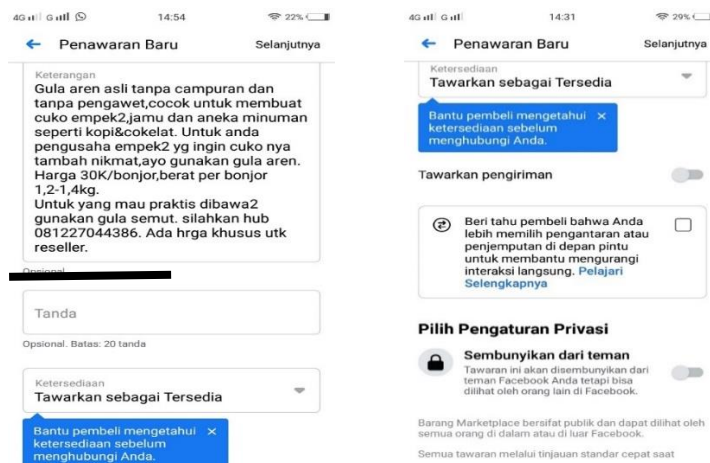 4G G 14:54 22%
Penawaran Baru Selanjutnya
Keterangan
Gula aren asli tanpa campuran dan
tanpa pengawet,cocok untuk membuat
cuko empek2,jamu dan aneka minuman
seperti kopi&cokelat. Untuk anda
pengusaha empek2 yg ingin cuko nya
tambah nikmat,ayo gunakan gula aren.
Harga 30K/bonjor,berat per bonjor
1,2-1,4kg.
Untuk yang mau praktis dibawa2
gunakan gula semut. silahkan hub
081227044386. Ada hrga khusus utk
reseller.
Opsional
Tanda
Opsional. Batas: 20 tanda
Ketersediaan
Tawarkan sebagai Tersedia
Bantu pembeli mengetahui ×
ketersediaan sebelum
menghubungi Anda.
4G G 14:31 29%
Penawaran Baru Selanjutnya
Ketersediaan
Tawarkan sebagai Tersedia
Bantu pembeli mengetahui ×
ketersediaan sebelum
menghubungi Anda.
Tawarkan pengiriman
Beri tahu pembeli bahwa Anda
lebih memilih pengantaran atau
penjemputan di depan pintu
untuk membantu mengurangi
interaksi langsung. Pelajari
Selengkapnya
Pilih Pengaturan Privasi
Sembunyikan dari teman
Tawaran ini akan disembunyikan dari
teman Facebook Anda tetapi bisa
dilihat oleh orang lain di Facebook.
Barang Marketplace bersifat publik dan dapat dilihat oleh
semua orang di dalam atau di luar Facebook.
Semua tawaran melalui tinjauan standar cepat saat